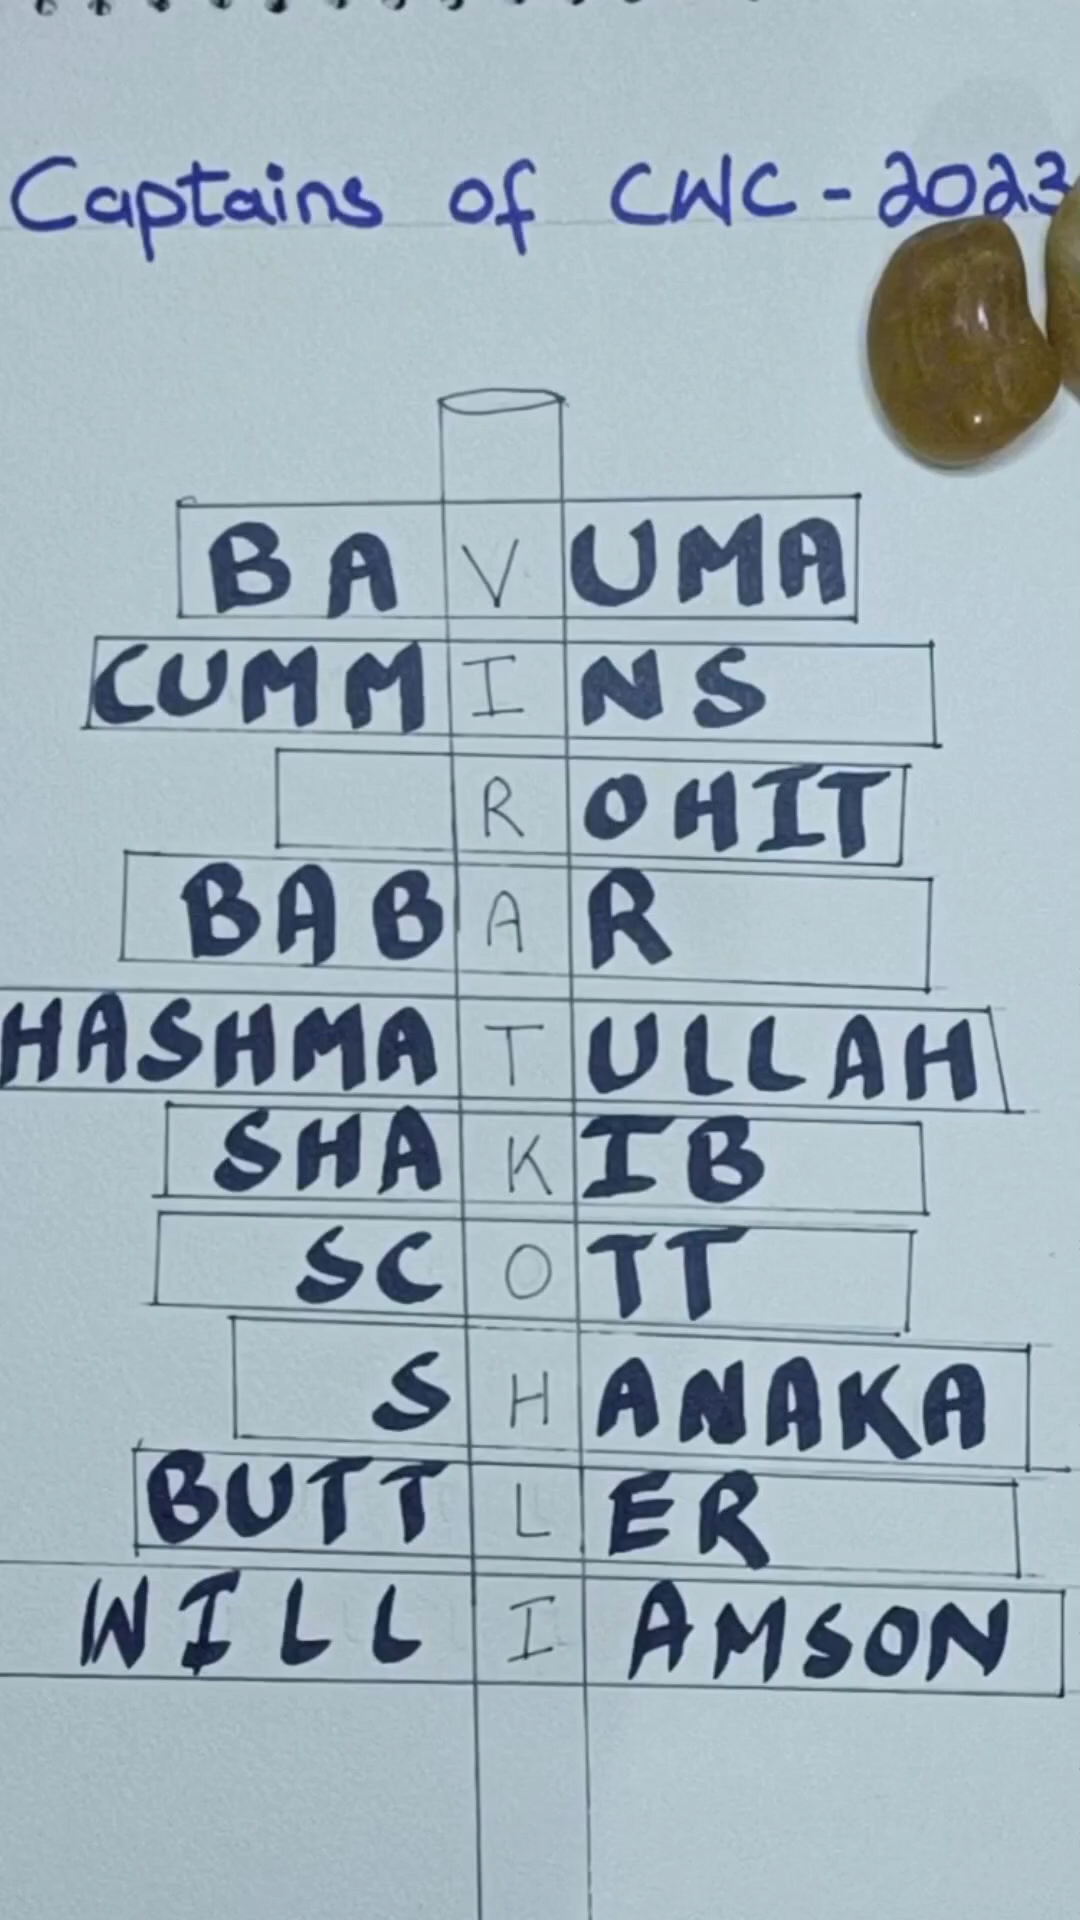 Captains of CWC - 2023
BAVUMA
CUMMINS
ROHIT
BABAR
HASHMATULLAH
SHAKIB
SCOTT
SHANAKA
BUTTLER
WILLIAMSON